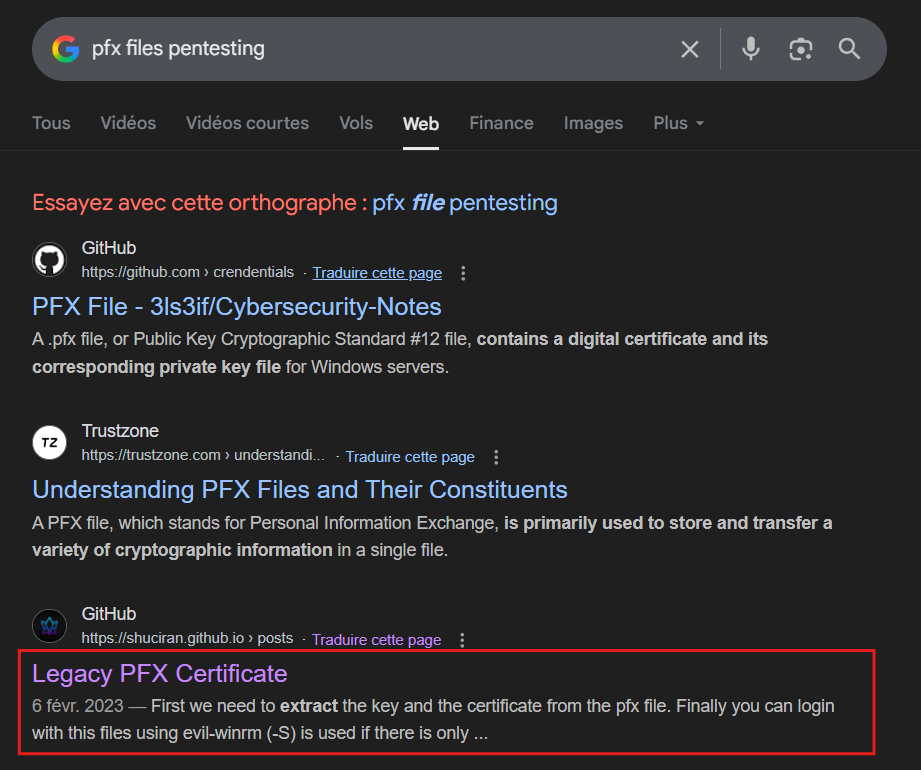 pfx files pentesting
Tous Vidéos Vidéos courtes Vols Web Finance Images Plus
Essayez avec cette orthographe : pfx file pentesting
GitHub
https://github.com › crendentials · Traduire cette page
PFX File - 3ls3if/Cybersecurity-Notes
A .pfx file, or Public Key Cryptographic Standard #12 file, contains a digital certificate and its
corresponding private key file for Windows servers.
TZ
Trustzone
https://trustzone.com › understandi... · Traduire cette page
Understanding PFX Files and Their Constituents
A PFX file, which stands for Personal Information Exchange, is primarily used to store and transfer a
variety of cryptographic information in a single file.
GitHub
https://shuciran.github.io › posts · Traduire cette page
Legacy PFX Certificate
6 févr. 2023 — First we need to extract the key and the certificate from the pfx file. Finally you can login
with this files using evil-winrm (-S) is used if there is only ...